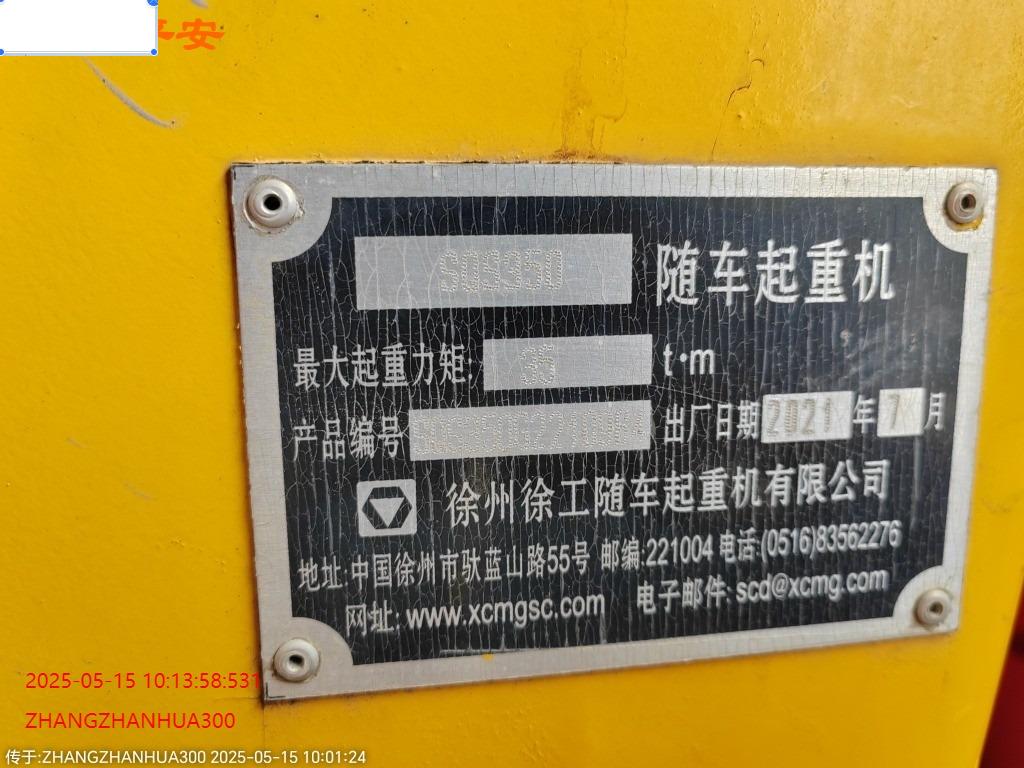 平安
SQS350 随车起重机
最大起重力矩: 35 t·m
产品编号 出厂日期 2021 年 7 月
徐州徐工随车起重机有限公司
地址:中国徐州市驮蓝山路55号 邮编:221004 电话:(0516)83562276
网址: www.xcmgsc.com 电子邮件: scd@xcmg.com
2025-05-15 10:13:58:531
ZHANGZHANHUA300
传于:ZHANGZHANHUA300 2025-05-15 10:01:24